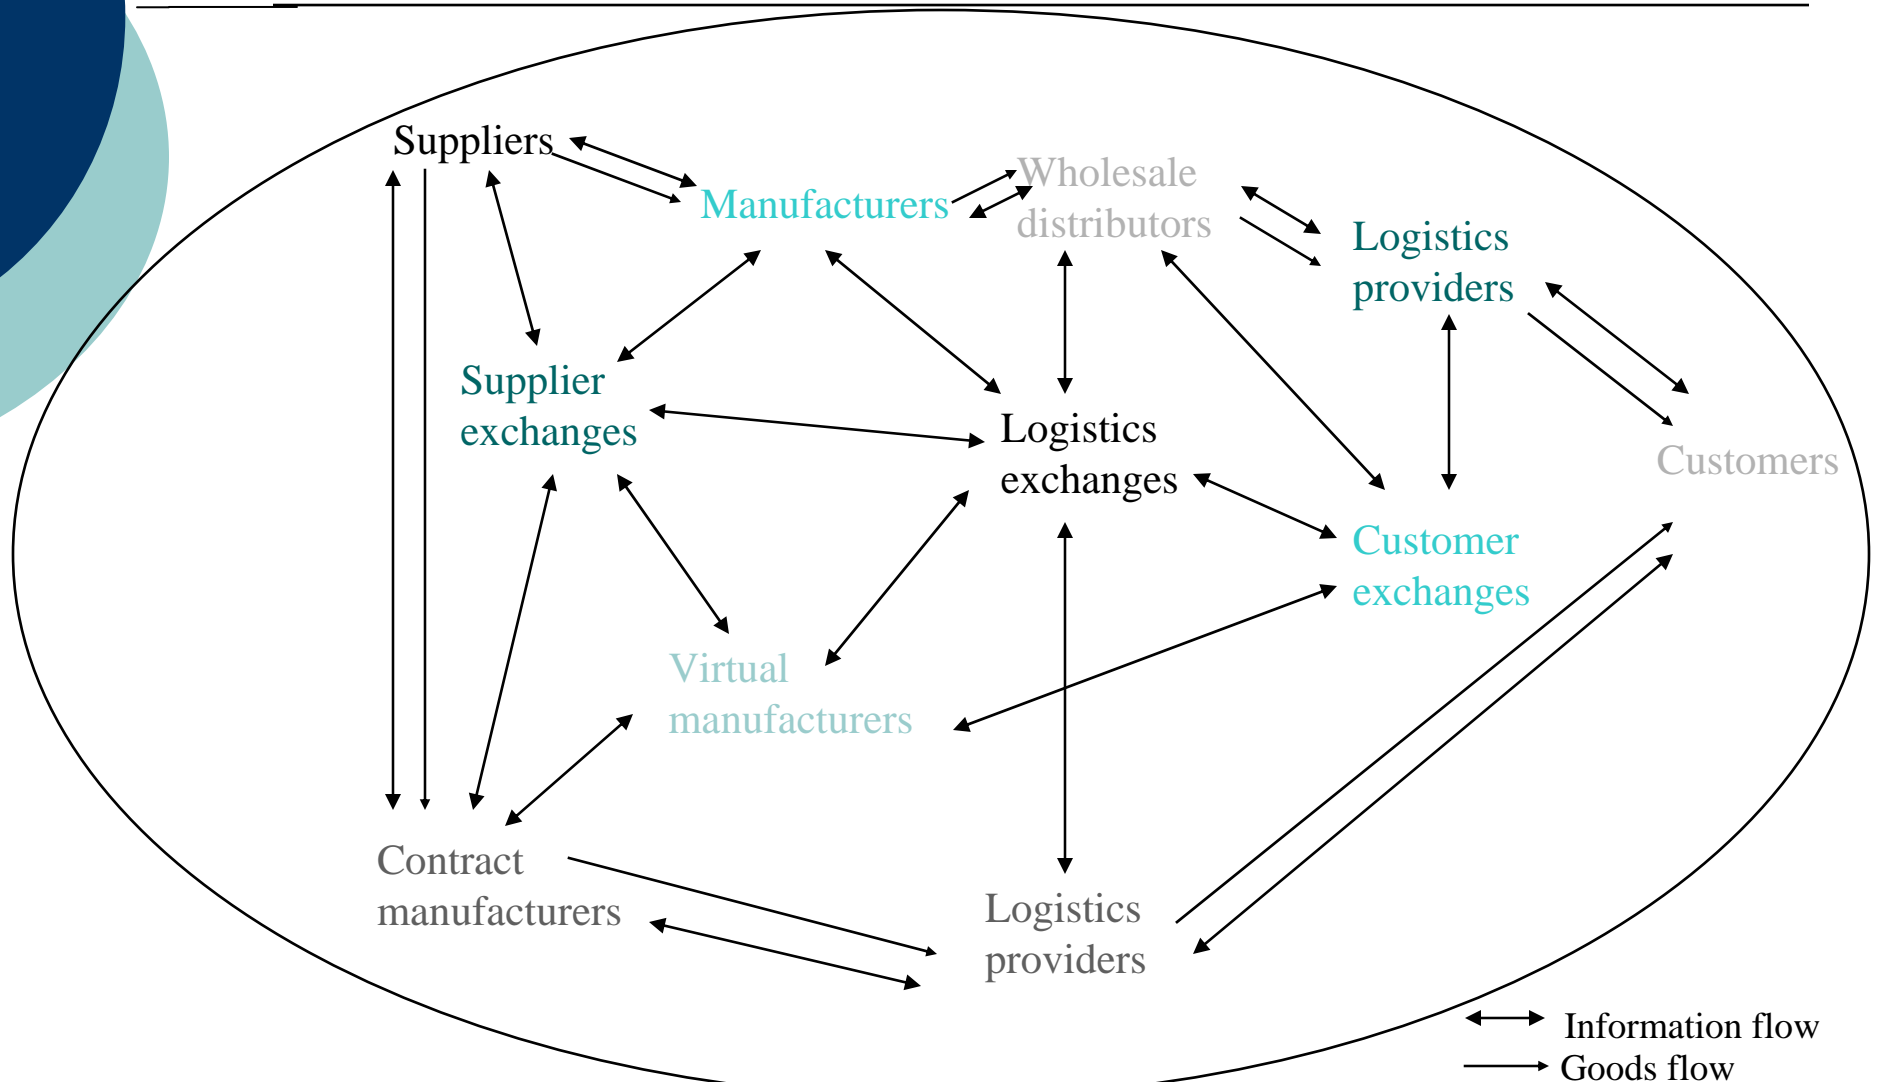 Suppliers
Manufacturers
Wholesale
distributors
Logistics
providers
Supplier
exchanges
Logistics
exchanges
Customers
Customer
exchanges
Virtual
manufacturers
Contract
manufacturers
Logistics
providers
Information flow
Goods flow